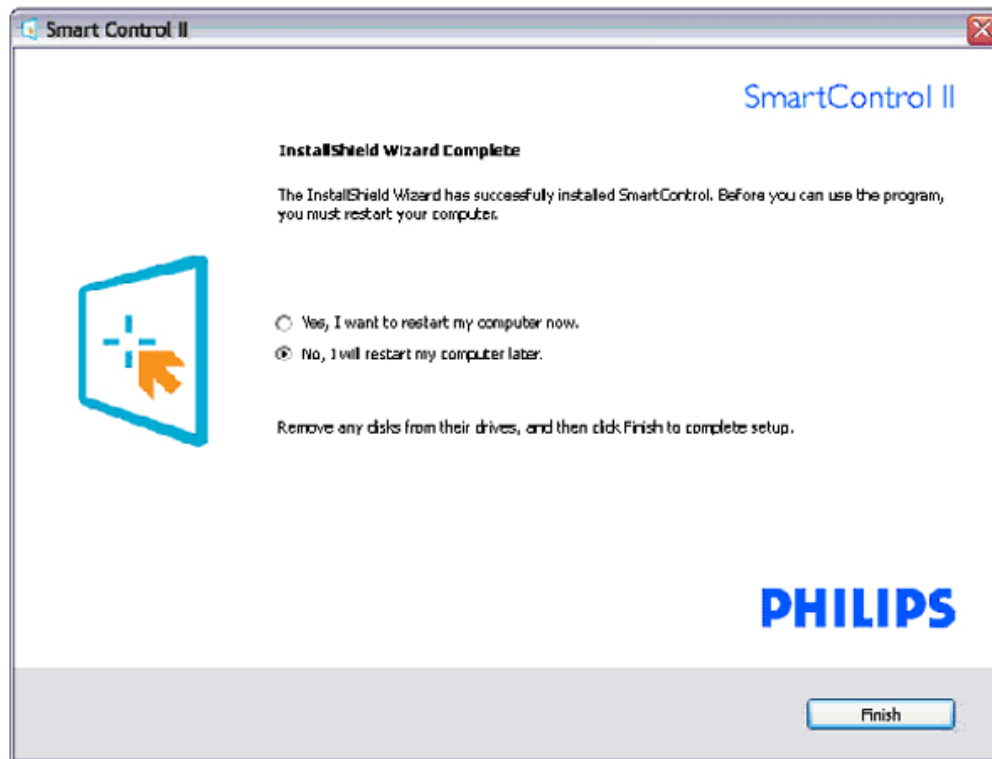 Smart Control II
SmartControl II
InstallShield Wizard Complete
The InstallShield Wizard has successfully installed SmartControl. Before you can use the program,
you must restart your computer.
Yes, I want to restart my computer now.
No, I will restart my computer later.
Remove any disks from their drives, and then click Finish to complete setup.
PHILIPS
Finish